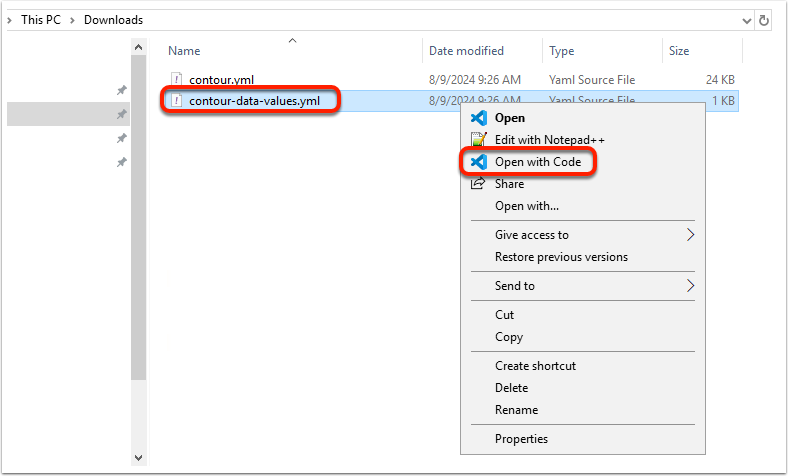 This PC > Downloads
Name Date modified Type Size
contour.yml 8/9/2024 9:26 AM Yaml Source File 24 KB
contour-data-values.yml 8/9/2024 9:26 AM Yaml Source File 1 KB
Open
Edit with Notepad++
Open with Code
Share
Open with...
Give access to
Restore previous versions
Send to
Cut
Copy
Create shortcut
Delete
Rename
Properties